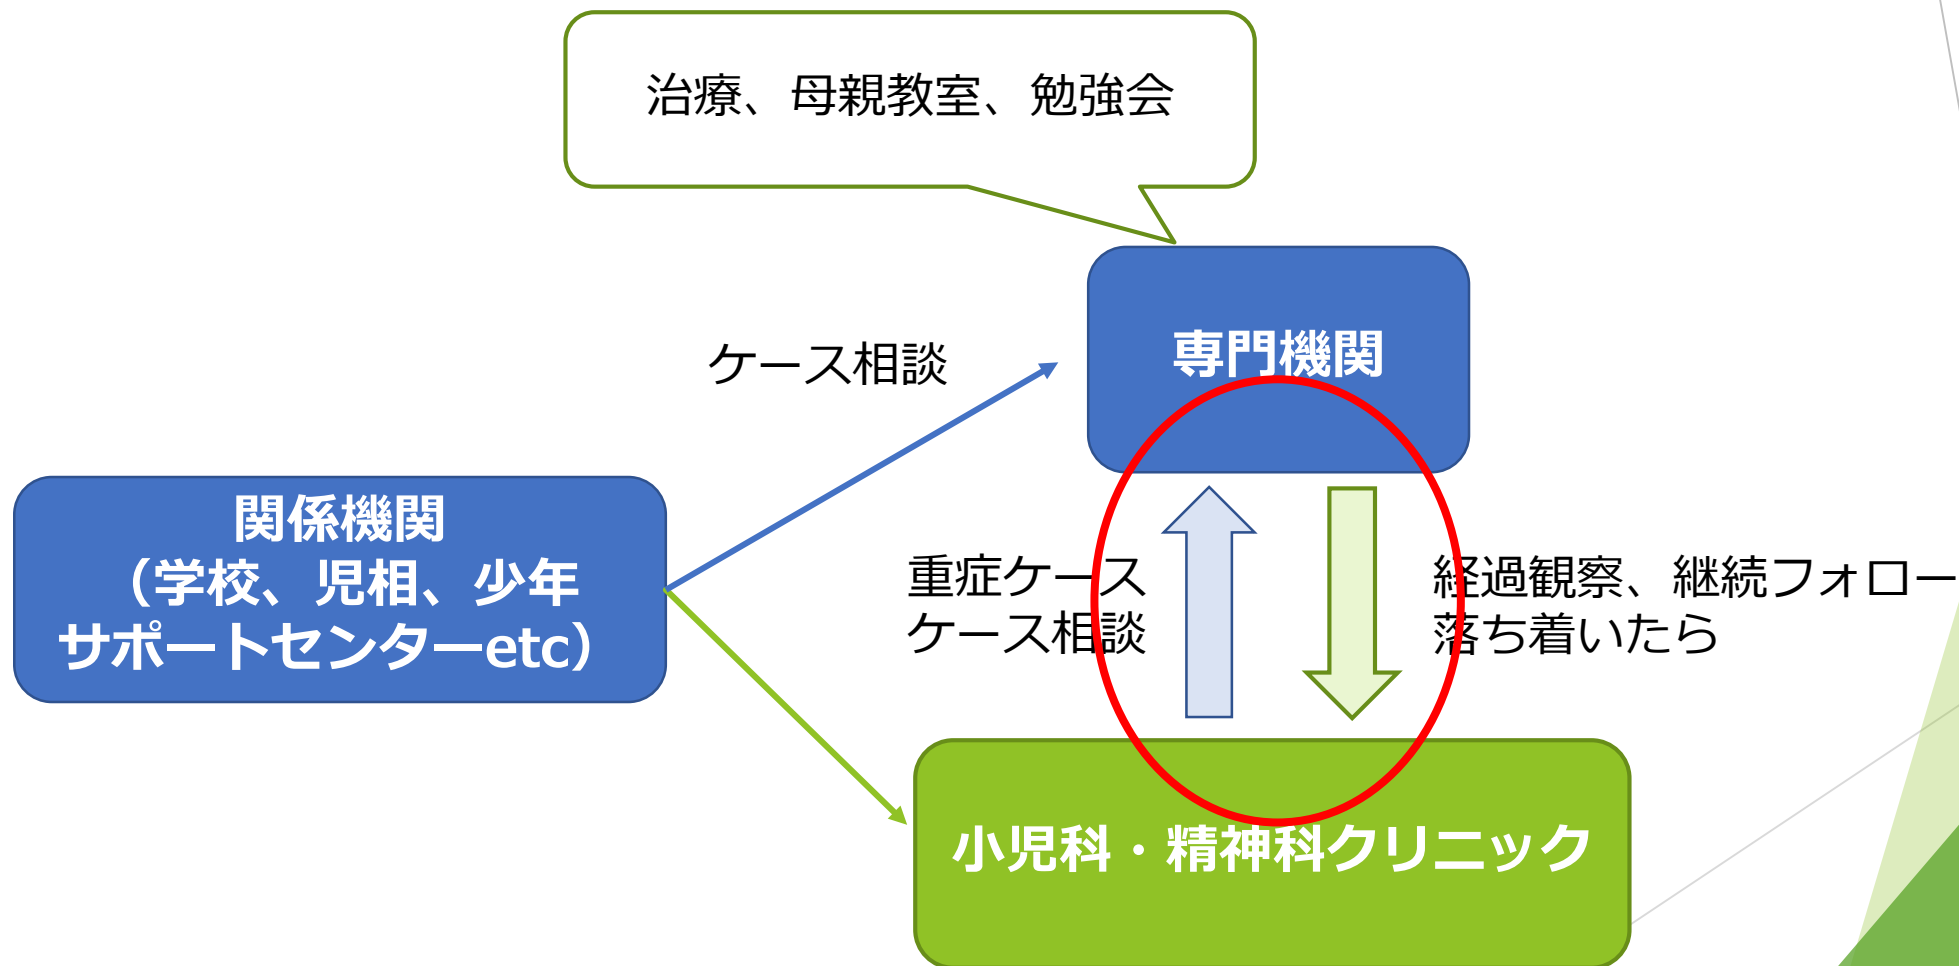 治療、母親教室、勉強会
専門機関
ケース相談
関係機関
（学校、児相、少年
サポートセンターetc）
重症ケース
ケース相談
経過観察、継続フォロー
落ち着いたら
小児科・精神科クリニック